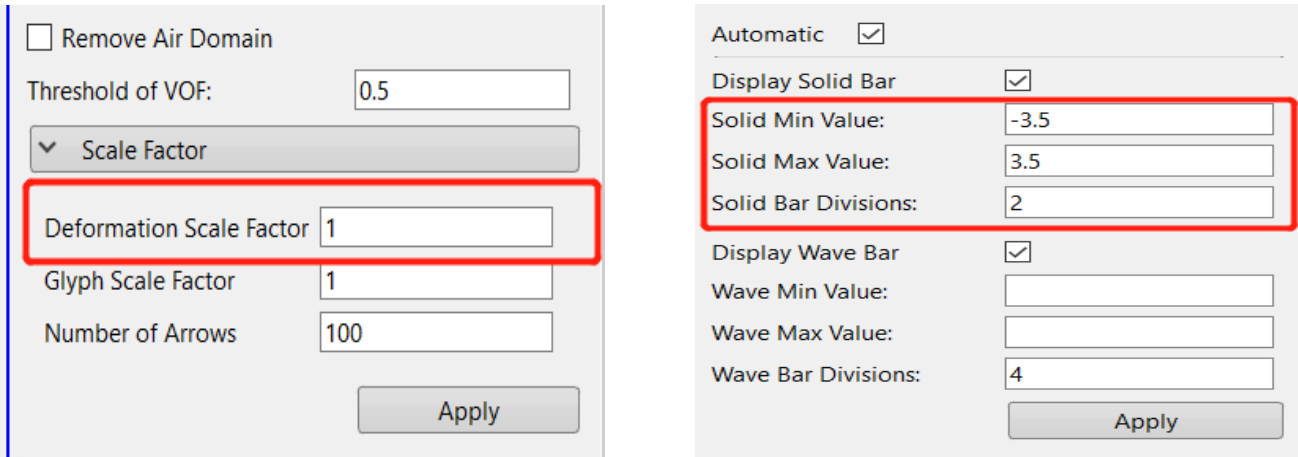 Remove Air Domain
Threshold of VOF: 0.5
Scale Factor
Deformation Scale Factor 1
Glyph Scale Factor 1
Number of Arrows 100
Apply
Automatic
Display Solid Bar
Solid Min Value: -3.5
Solid Max Value: 3.5
Solid Bar Divisions: 2
Display Wave Bar
Wave Min Value:
Wave Max Value:
Wave Bar Divisions: 4
Apply